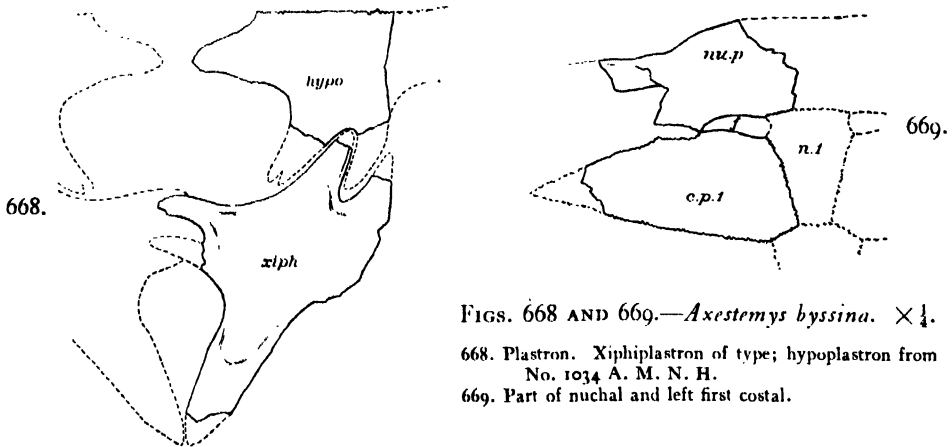 hypo
668.
xiph
nu.p
669.
n.1
c.p.1
FIGS. 668 AND 669.—Axestemys byssina. ×¼.
668. Plastron. Xiphiplastron of type; hypoplastron from
No. 1034 A. M. N. H.
669. Part of nuchal and left first costal.